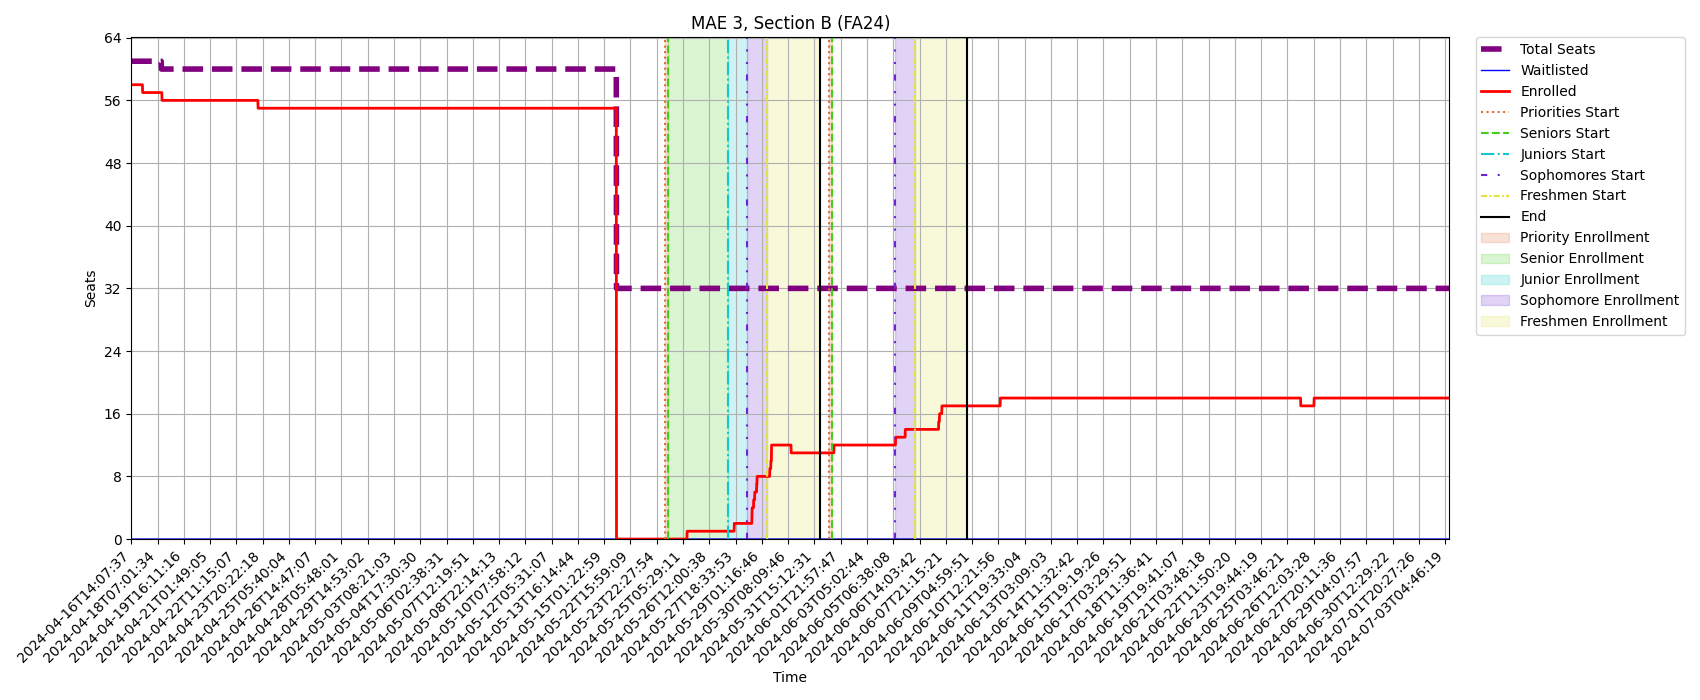 MAE 3, Section B (FA24)
64
56
48
40
32
24
16
8
0
Seats
2024-04-16T14:07:37
2024-04-18T07:01:34
2024-04-19T16:11:16
2024-04-21T01:49:05
2024-04-22T11:15:07
2024-04-23T20:22:18
2024-04-25T05:40:04
2024-04-26T14:47:07
2024-04-28T05:48:01
2024-04-29T14:53:02
2024-05-03T08:21:03
2024-05-04T17:30:30
2024-05-06T02:38:31
2024-05-07T12:19:51
2024-05-08T22:14:13
2024-05-10T07:58:12
2024-05-12T05:31:07
2024-05-13T16:14:44
2024-05-15T01:22:59
2024-05-22T15:59:09
2024-05-23T22:27:54
2024-05-25T05:29:11
2024-05-26T12:00:38
2024-05-27T18:33:53
2024-05-29T01:16:46
2024-05-30T08:09:46
2024-05-31T15:12:31
2024-06-01T21:57:47
2024-06-03T05:02:44
2024-06-05T06:38:08
2024-06-06T14:03:42
2024-06-07T21:15:21
2024-06-09T04:59:51
2024-06-10T12:21:56
2024-06-11T19:33:04
2024-06-13T03:09:03
2024-06-14T11:32:42
2024-06-15T19:19:26
2024-06-17T03:29:51
2024-06-18T11:36:41
2024-06-19T19:41:07
2024-06-21T03:48:18
2024-06-22T11:50:20
2024-06-23T19:44:19
2024-06-25T03:46:21
2024-06-26T12:03:28
2024-06-27T20:11:36
2024-06-29T04:07:57
2024-06-30T12:29:22
2024-07-01T20:27:26
2024-07-03T04:46:19
Time
Total Seats
Waitlisted
Enrolled
Priorities Start
Seniors Start
Juniors Start
Sophomores Start
Freshmen Start
End
Priority Enrollment
Senior Enrollment
Junior Enrollment
Sophomore Enrollment
Freshmen Enrollment